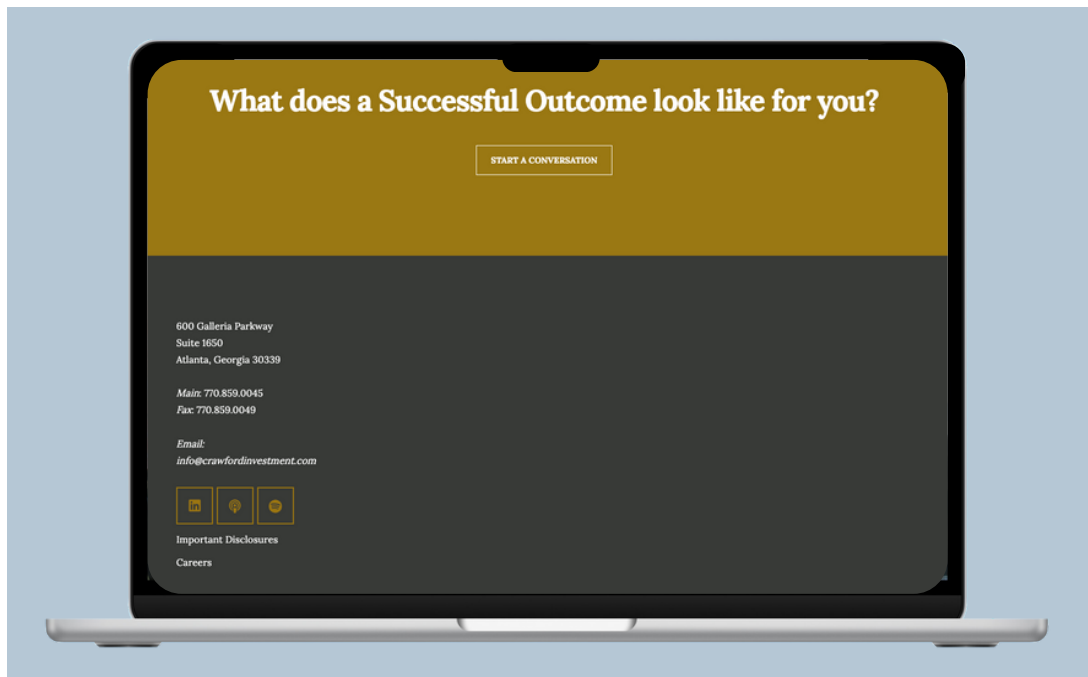 What does a Successful Outcome look like for you?
START A CONVERSATION
600 Galleria Parkway
Suite 1650
Atlanta, Georgia 30339
Main: 770.859.0045
Fax: 770.859.0049
Email:
info@crawfordinvestment.com
in
Important Disclosures
Careers